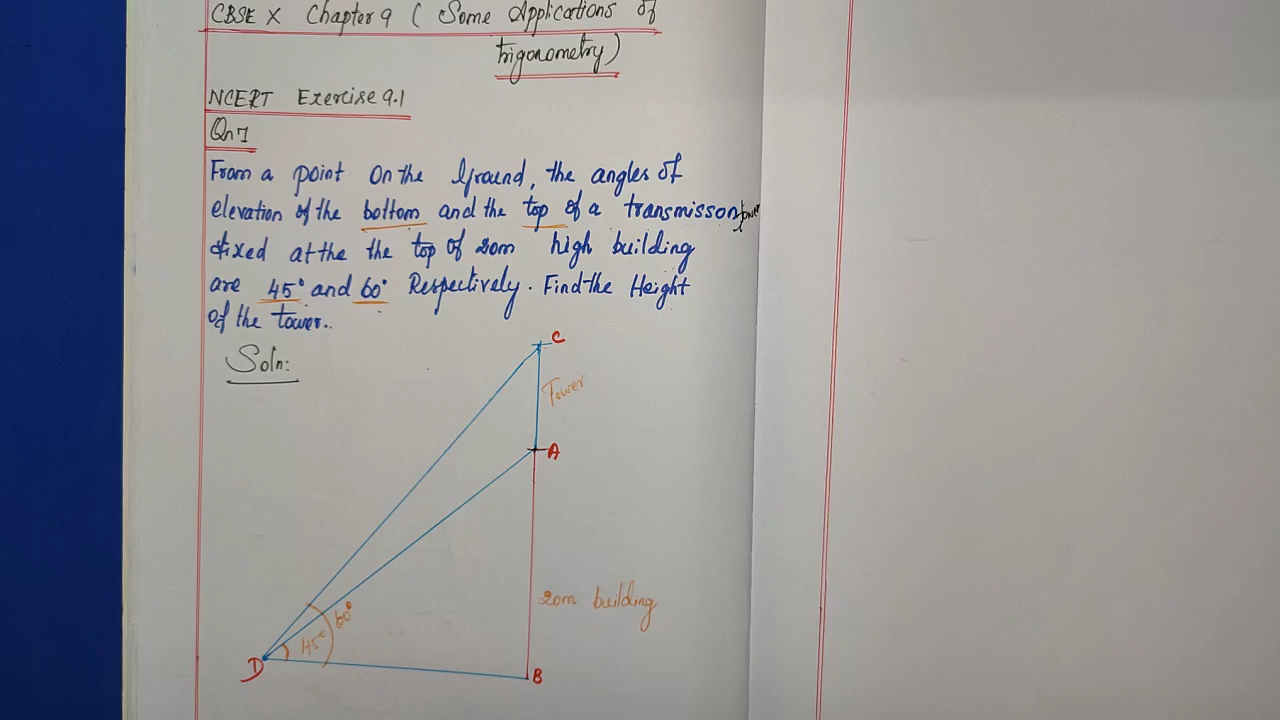 CBSE X Chapter 9 ( Some Applications of
trigonometry)
NCERT Exercise 9.1
Qn 7
From a point on the Ground, the angles of
elevation of the bottom and the top of a transmisson tower
fixed at the the top of 20m high building
are 45° and 60° Respectively. Find the Height
of the tower..
Soln:
C
Tower
A
20m building
60°
45°
D
B